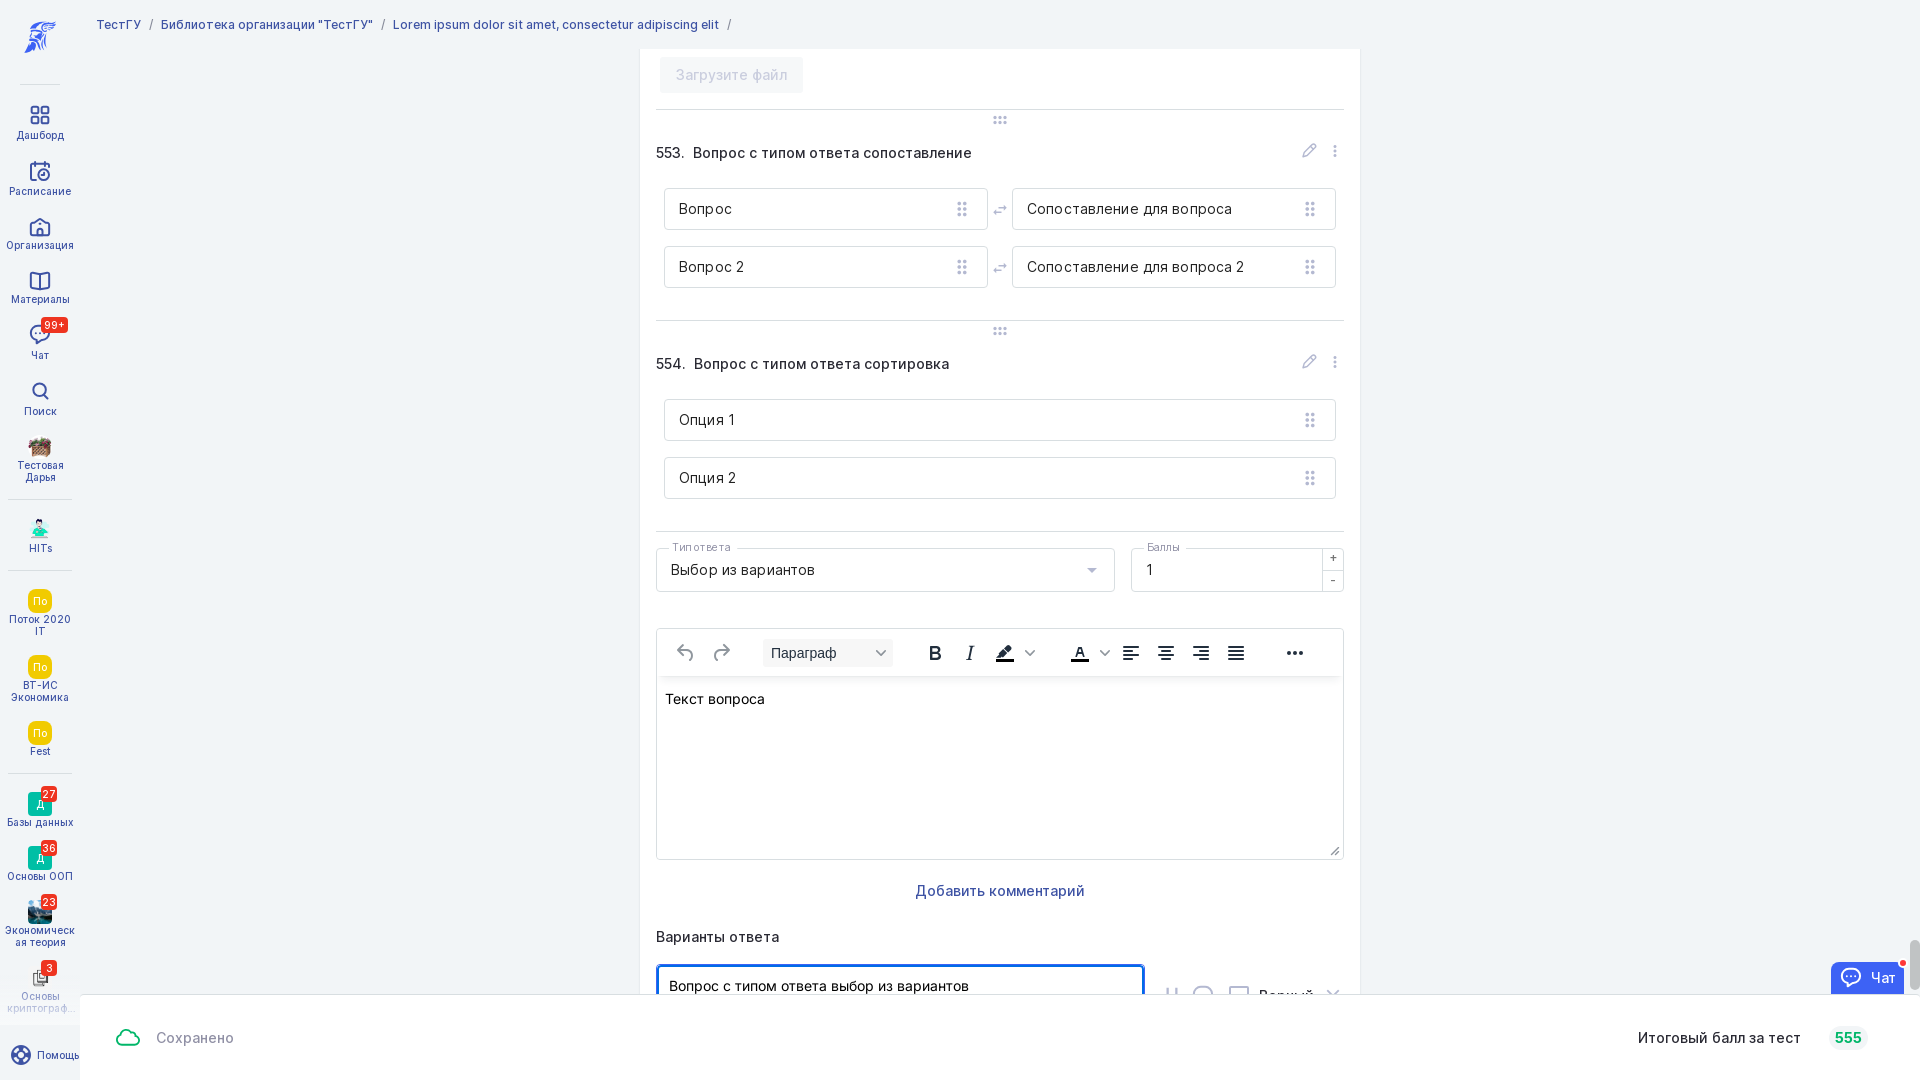 ТестГУ / Библиотека организации "ТестГУ" / Lorem ipsum dolor sit amet, consectetur adipiscing elit /
Дашборд
Расписание
Организация
Материалы
99+
Чат
Поиск
Тестовая
Дарья
HITs
По
Поток 2020
IT
По
ВТ-ИС
Экономика
По
Fest
27
Д
Базы данных
36
Д
Основы ООП
23
Экономическ
ая теория
3
Основы
криптограф...
Помощь
Загрузите файл
553. Вопрос с типом ответа сопоставление
Вопрос
Сопоставление для вопроса
Вопрос 2
Сопоставление для вопроса 2
554. Вопрос с типом ответа сортировка
Опция 1
Опция 2
Тип ответа
Выбор из вариантов
Баллы
1
+
-
Параграф
B I A
Текст вопроса
Добавить комментарий
Варианты ответа
Вопрос с типом ответа выбор из вариантов
Верный
Чат
Сохранено
Итоговый балл за тест 555